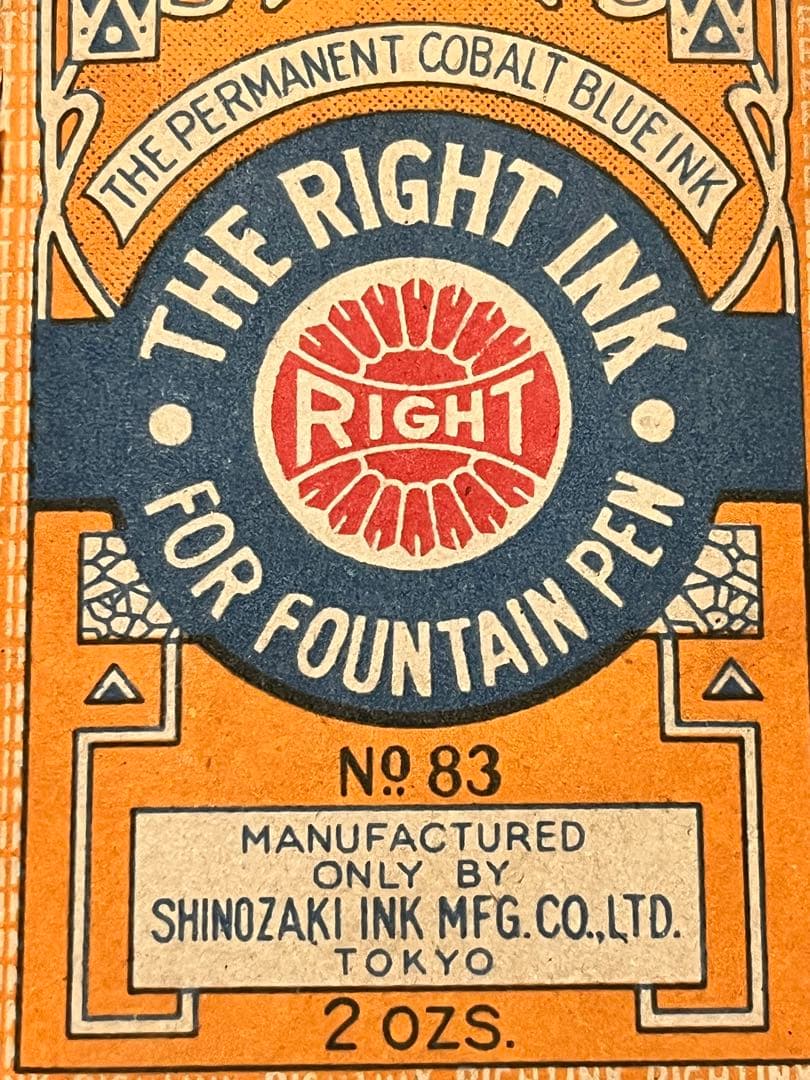 THE PERMANENT COBALT BLUE INK
THE RIGHT INK
RIGHT
FOR FOUNTAIN PEN
No. 83
MANUFACTURED
ONLY BY
SHINOZAKI INK MFG. CO., LTD.
TOKYO
2 OZS.